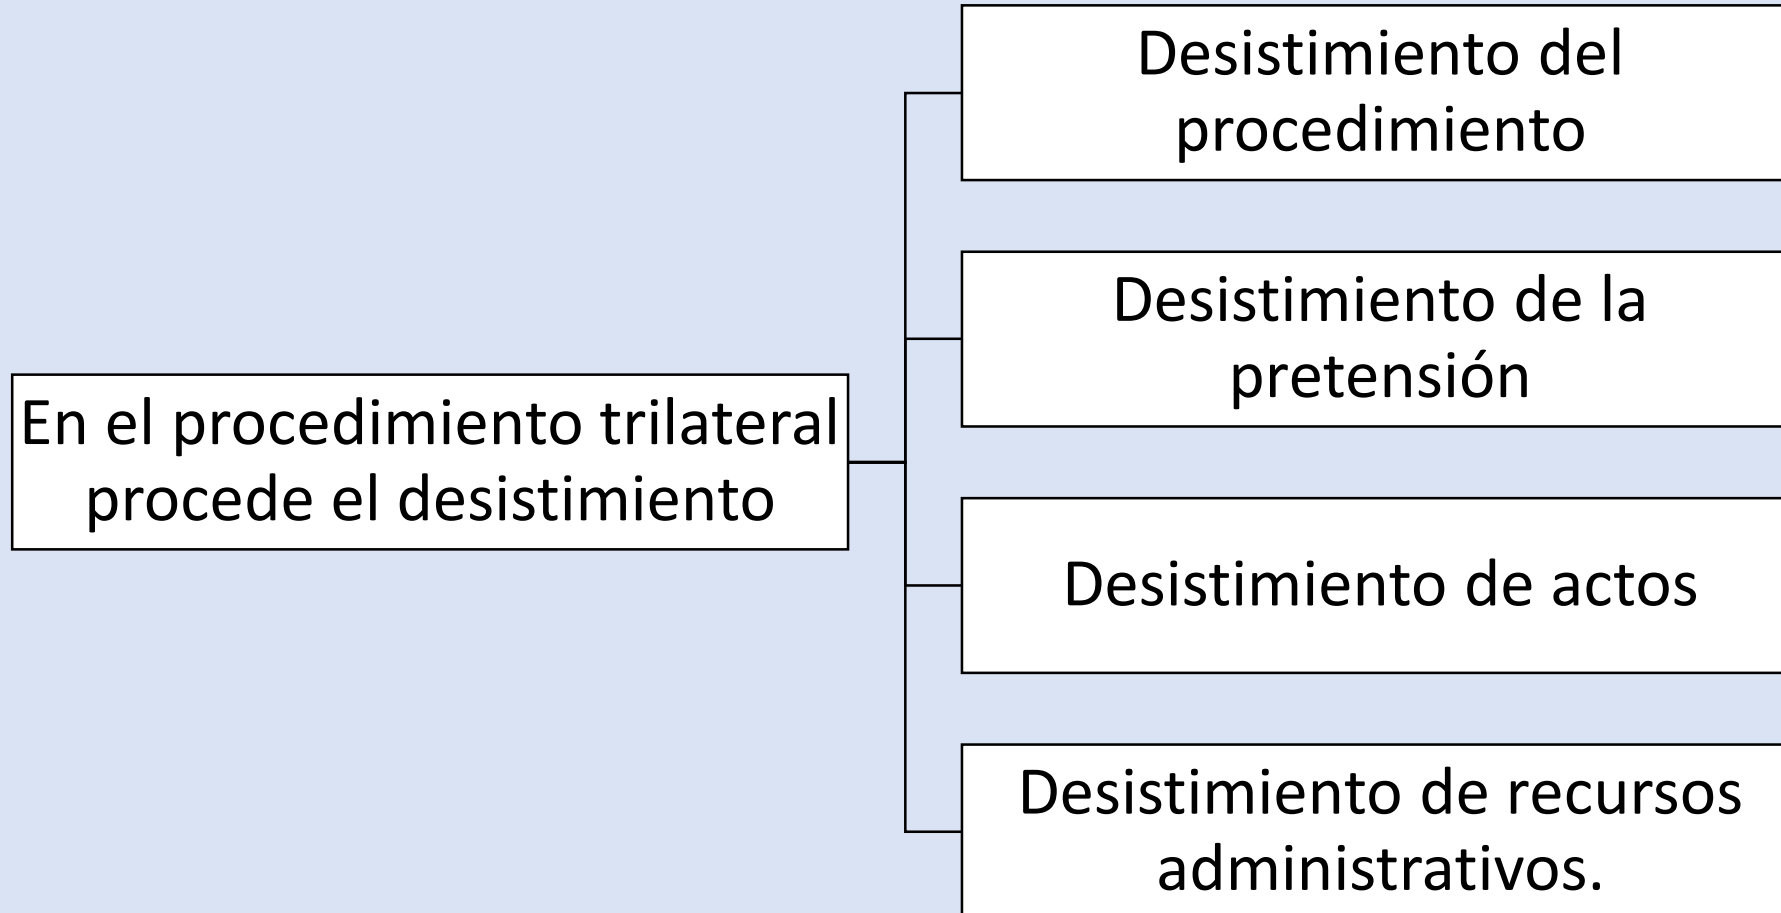 En el procedimiento trilateral
procede el desistimiento
Desistimiento del
procedimiento
Desistimiento de la
pretensión
Desistimiento de actos
Desistimiento de recursos
administrativos.